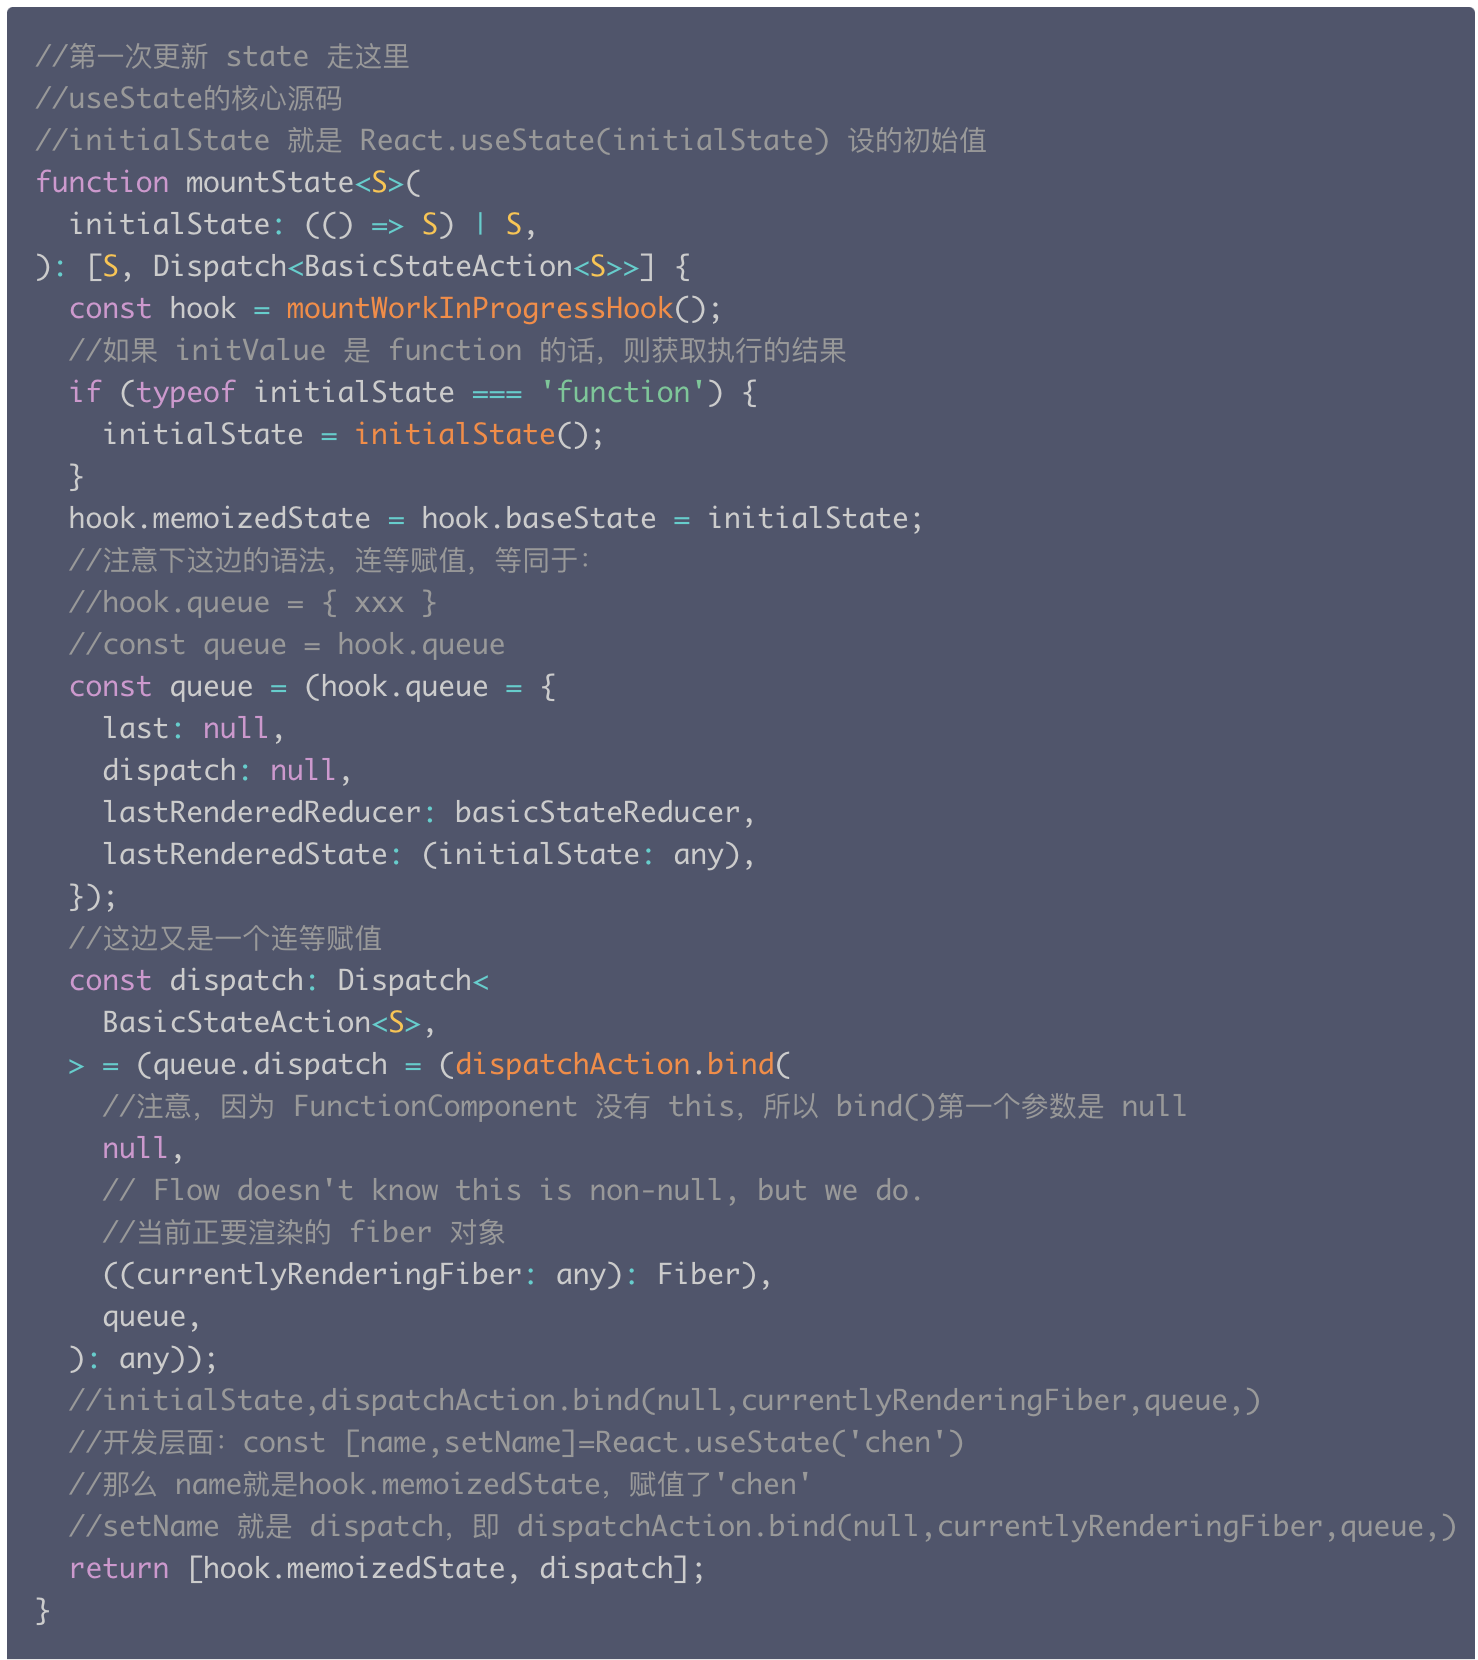 //第一次更新 state 走这里
//useState的核心源码
//initialState 就是 React.useState(initialState) 设的初始值
function mountState<S>(
  initialState: (() => S) | S,
): [S, Dispatch<BasicStateAction<S>>] {
  const hook = mountWorkInProgressHook();
  //如果 initValue 是 function 的话，则获取执行的结果
  if (typeof initialState === 'function') {
    initialState = initialState();
  }
  hook.memoizedState = hook.baseState = initialState;
  //注意下这边的语法，连等赋值，等同于：
  //hook.queue = { xxx }
  //const queue = hook.queue
  const queue = (hook.queue = {
    last: null,
    dispatch: null,
    lastRenderedReducer: basicStateReducer,
    lastRenderedState: (initialState: any),
  });
  //这边又是一个连等赋值
  const dispatch: Dispatch<
    BasicStateAction<S>,
  > = (queue.dispatch = (dispatchAction.bind(
    //注意，因为 FunctionComponent 没有 this，所以 bind()第一个参数是 null
    null,
    // Flow doesn't know this is non-null, but we do.
    //当前正要渲染的 fiber 对象
    ((currentlyRenderingFiber: any): Fiber),
    queue,
  ): any));
  //initialState,dispatchAction.bind(null,currentlyRenderingFiber,queue,)
  //开发层面：const [name,setName]=React.useState('chen')
  //那么 name就是hook.memoizedState，赋值了'chen'
  //setName 就是 dispatch，即 dispatchAction.bind(null,currentlyRenderingFiber,queue,)
  return [hook.memoizedState, dispatch];
}